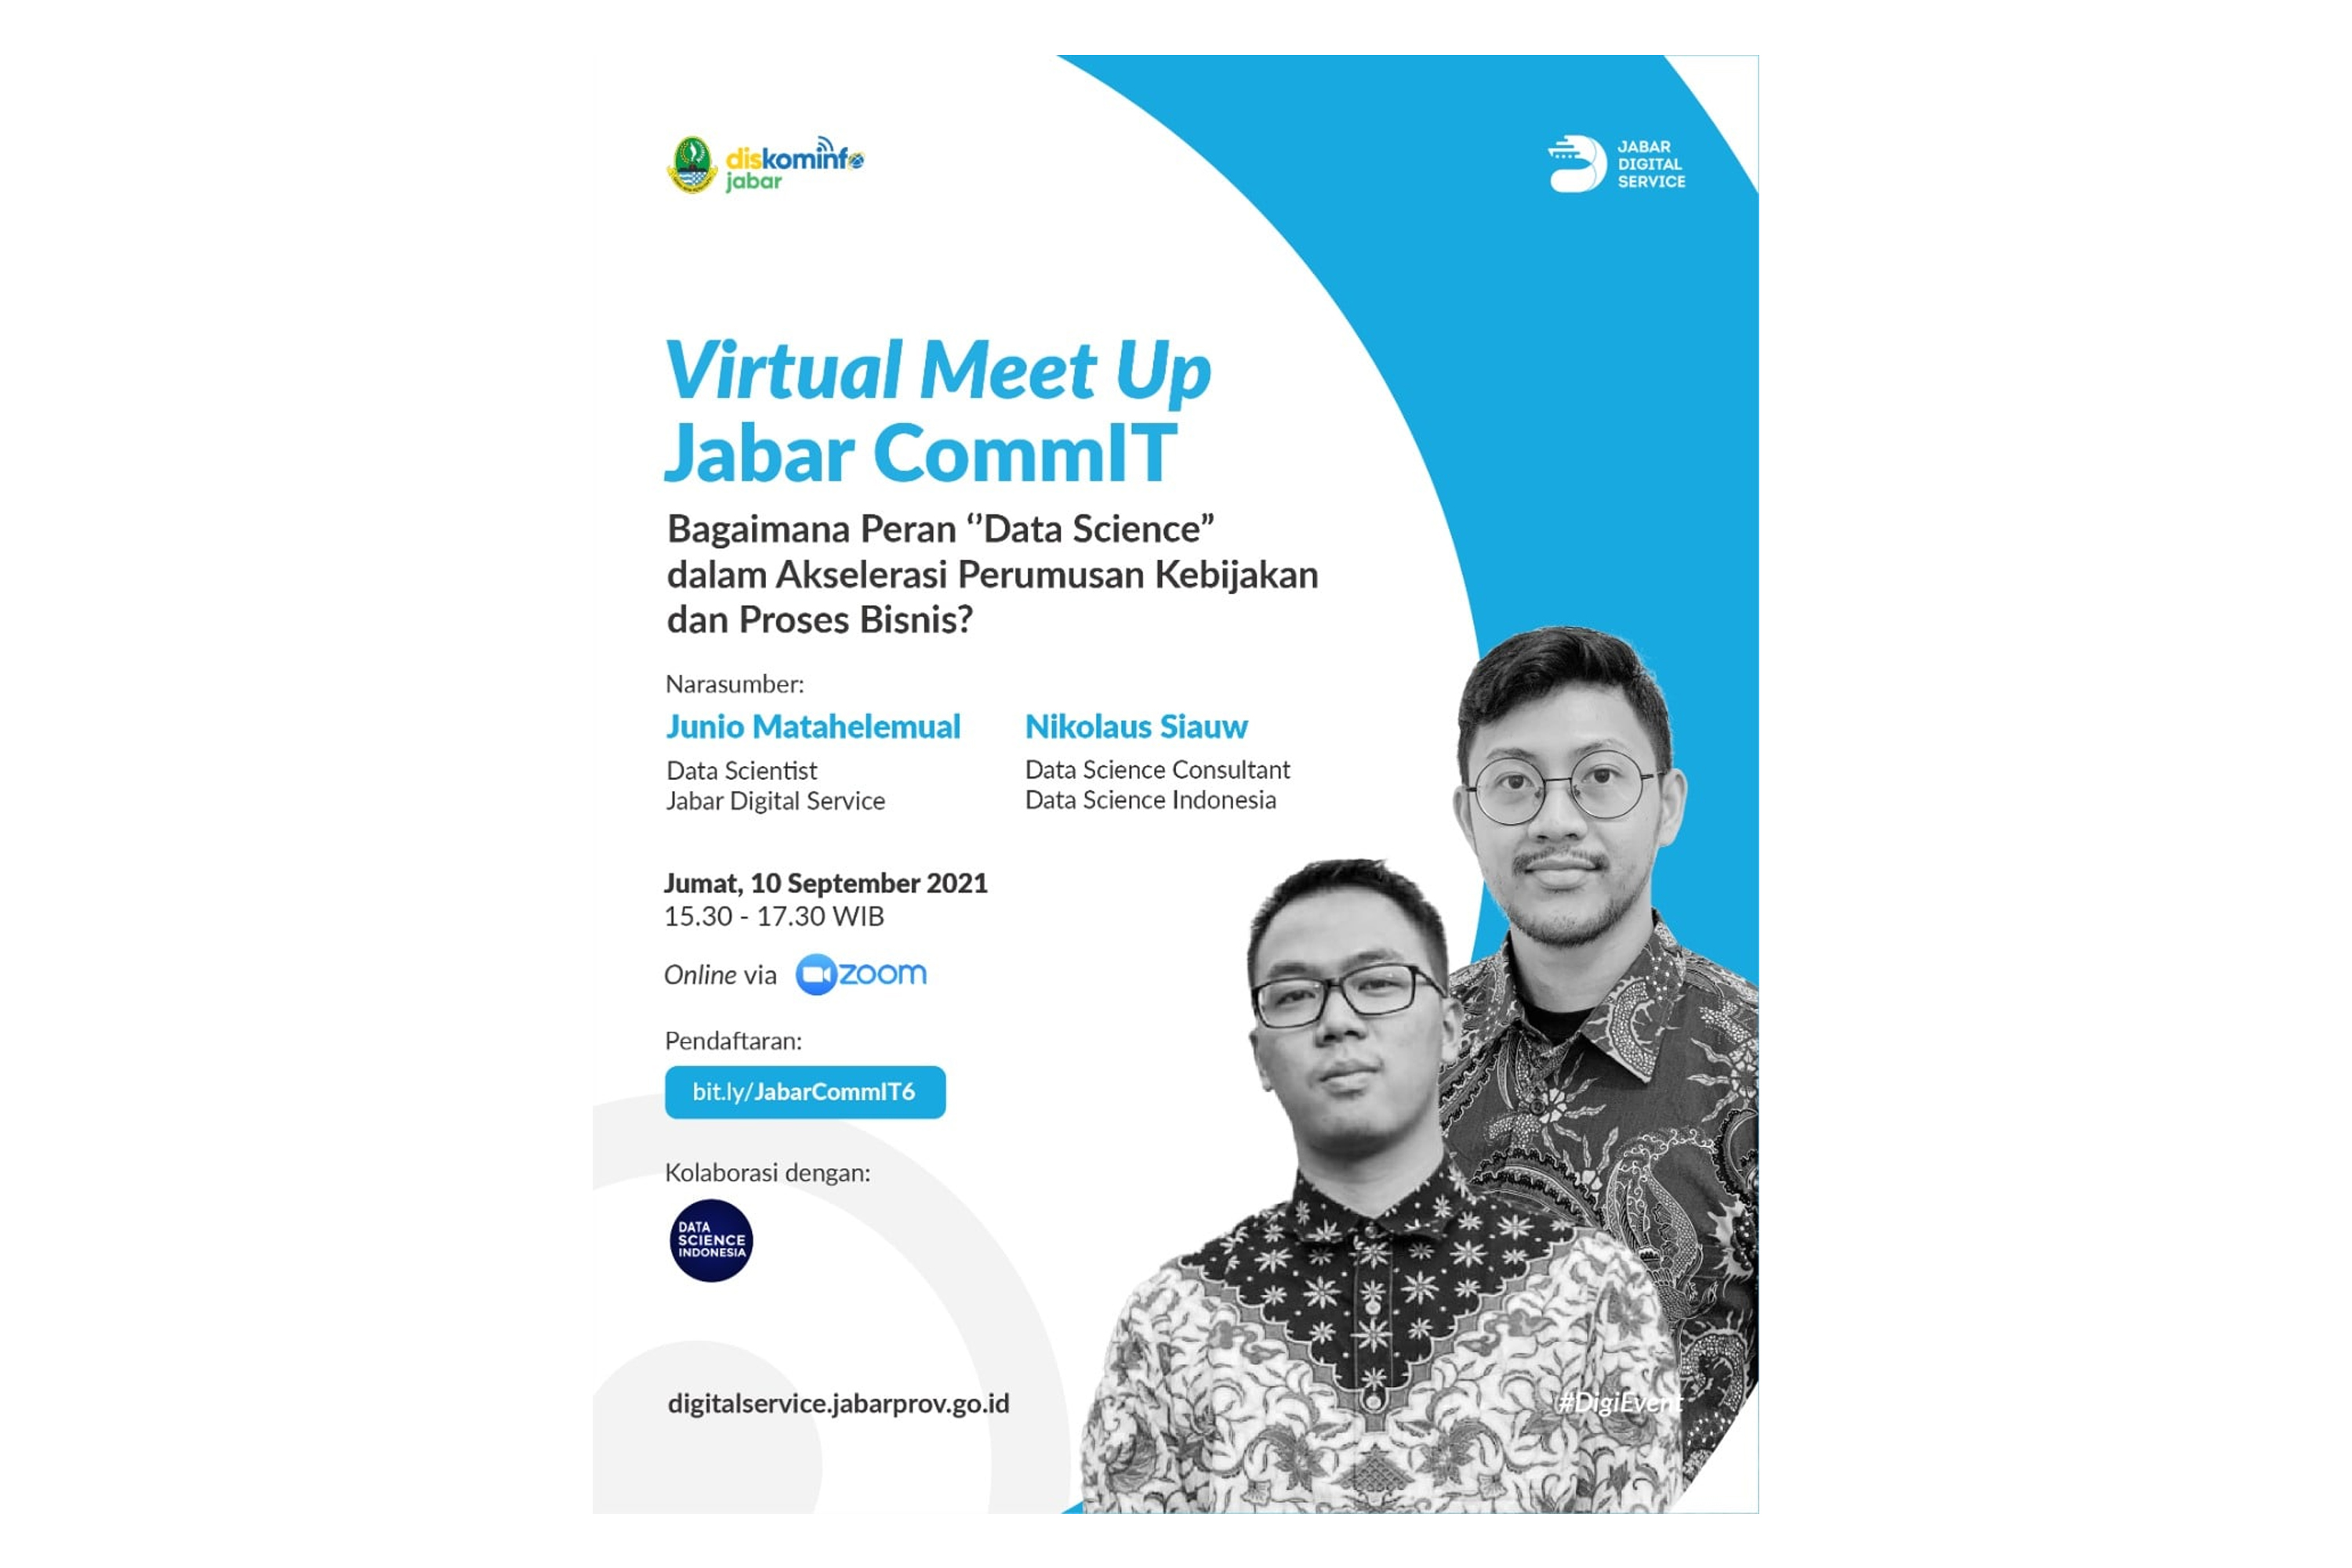 diskominfo
jabar
JABAR
DIGITAL
SERVICE
Virtual Meet Up
Jabar CommIT
Bagaimana Peran ‘’Data Science”
dalam Akselerasi Perumusan Kebijakan
dan Proses Bisnis?
Narasumber:
Junio Matahelemual
Data Scientist
Jabar Digital Service
Nikolaus Siauw
Data Science Consultant
Data Science Indonesia
Jumat, 10 September 2021
15.30 - 17.30 WIB
Online via zoom
Pendaftaran:
bit.ly/JabarCommIT6
Kolaborasi dengan:
DATA
SCIENCE
INDONESIA
digitalservice.jabarprov.go.id
#DigiEvent